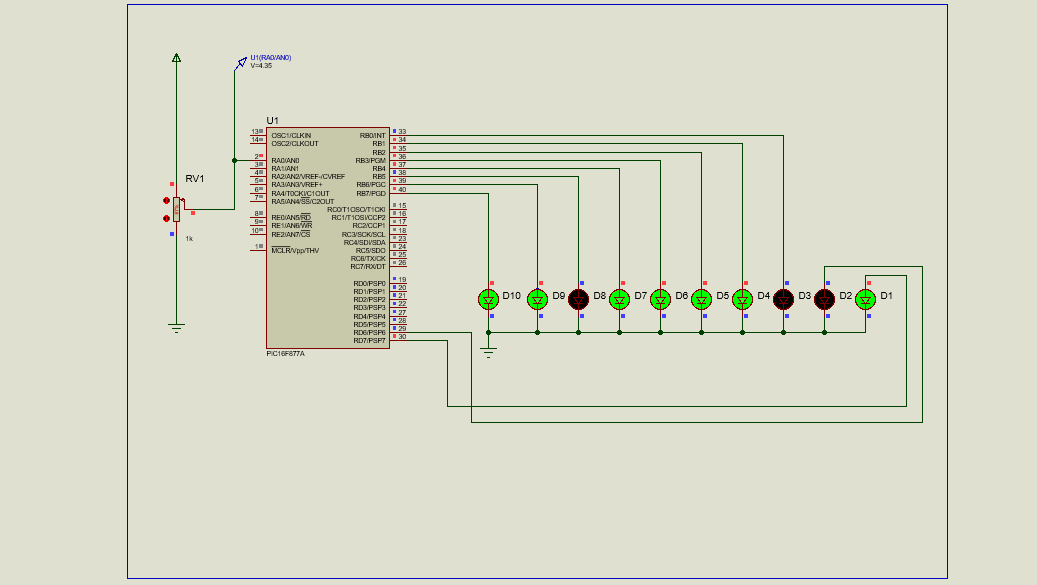 U1(RA0/AN0)
V=4.35
U1
13 OSC1/CLKIN
14 OSC2/CLKOUT
2 RA0/AN0
3 RA1/AN1
4 RA2/AN2/VREF-/CVREF
5 RA3/AN3/VREF+
6 RA4/T0CKI/C1OUT
7 RA5/AN4/SS/C2OUT
8 RE0/AN5/RD
9 RE1/AN6/WR
10 RE2/AN7/CS
1 MCLR/Vpp/THV
RB0/INT 33
RB1 34
RB2 35
RB3/PGM 36
RB4 37
RB5 38
RB6/PGC 39
RB7/PGD 40
RC0/T1OSO/T1CKI 15
RC1/T1OSI/CCP2 16
RC2/CCP1 17
RC3/SCK/SCL 18
RC4/SDI/SDA 23
RC5/SDO 24
RC6/TX/CK 25
RC7/RX/DT 26
RD0/PSP0 19
RD1/PSP1 20
RD2/PSP2 21
RD3/PSP3 22
RD4/PSP4 27
RD5/PSP5 28
RD6/PSP6 29
RD7/PSP7 30
PIC16F877A
RV1
1k
D10 D9 D8 D7 D6 D5 D4 D3 D2 D1